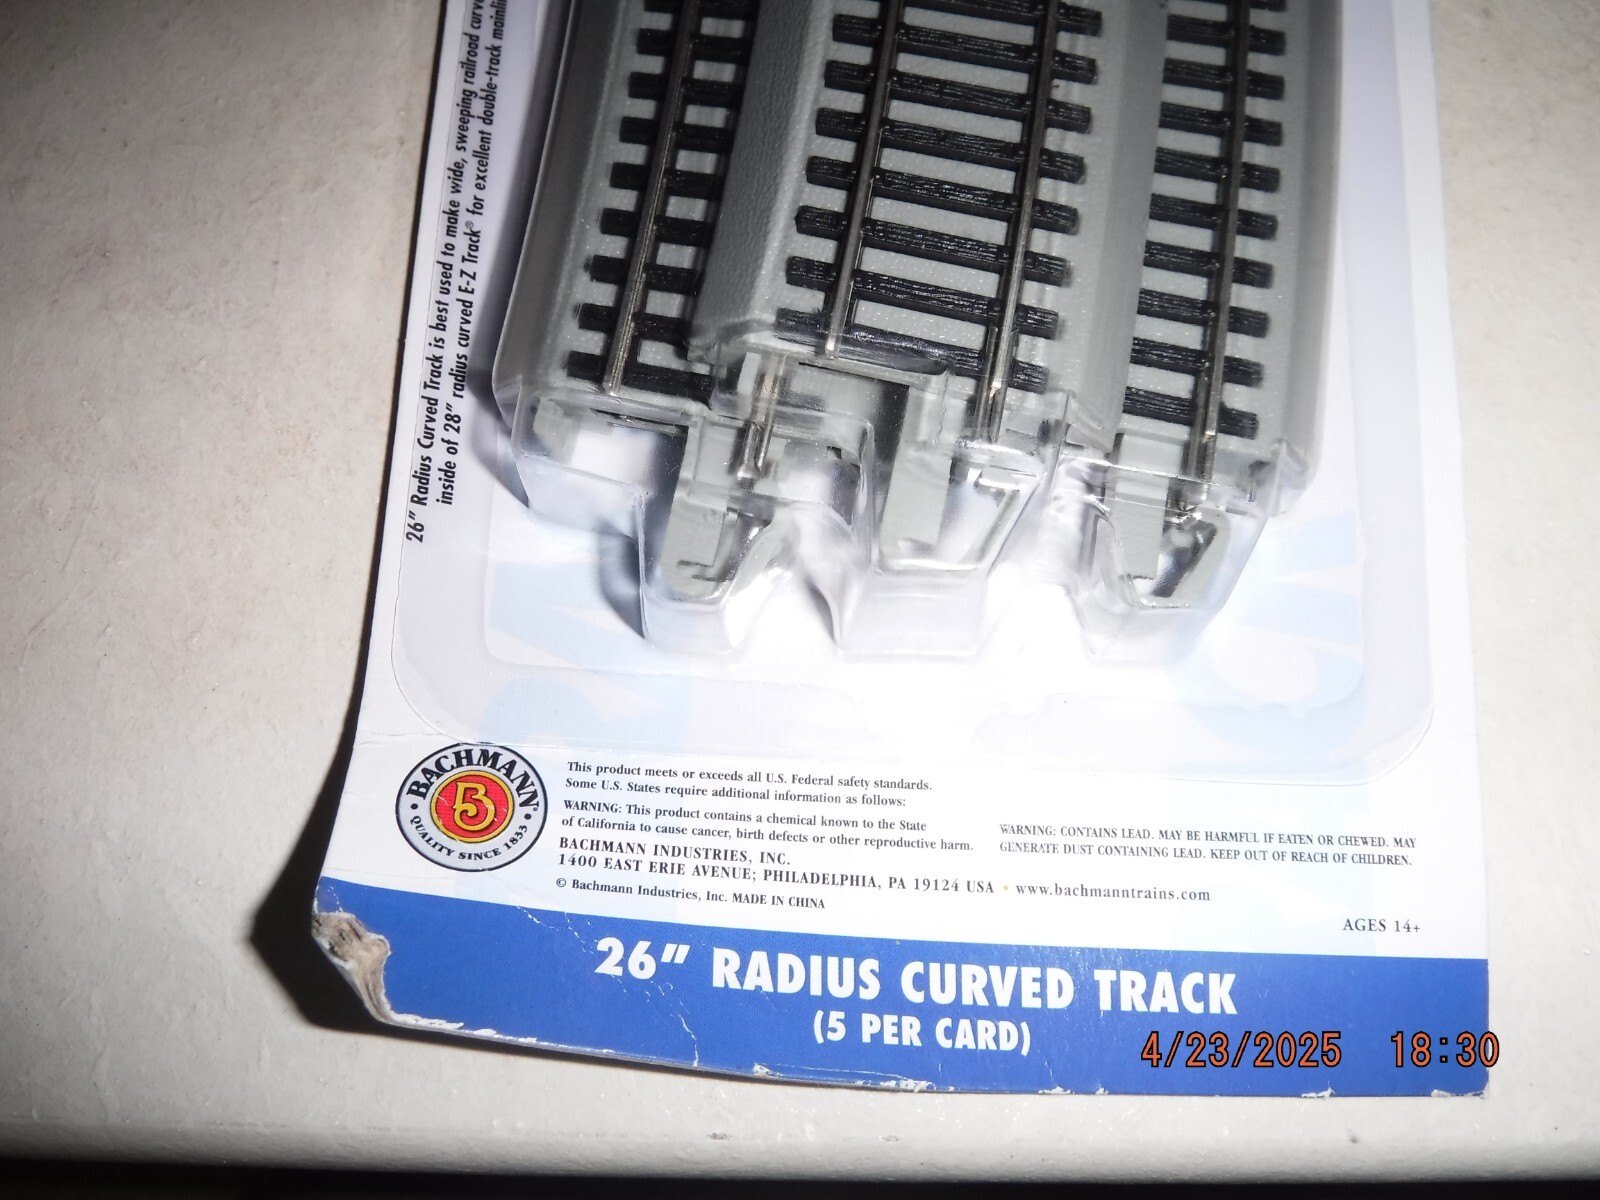 26" Radius Curved Track is best used to make wide, sweeping railroad
inside of 28" radius curved E-Z Track® for excellent double-track
BACHMANN
B
QUALITY SINCE 1833
This product meets or exceeds all U.S. Federal safety standards.
Some U.S. States require additional information as follows:
WARNING: This product contains a chemical known to the State
of California to cause cancer, birth defects or other reproductive harm.
BACHMANN INDUSTRIES, INC.
1400 EAST ERIE AVENUE; PHILADELPHIA, PA 19124 USA • www.bachmanntrains.com
© Bachmann Industries, Inc. MADE IN CHINA
WARNING: CONTAINS LEAD. MAY BE HARMFUL IF EATEN OR CHEWED. MAY
GENERATE DUST CONTAINING LEAD. KEEP OUT OF REACH OF CHILDREN.
AGES 14+
26" RADIUS CURVED TRACK
(5 PER CARD)
4/23/2025 18:30